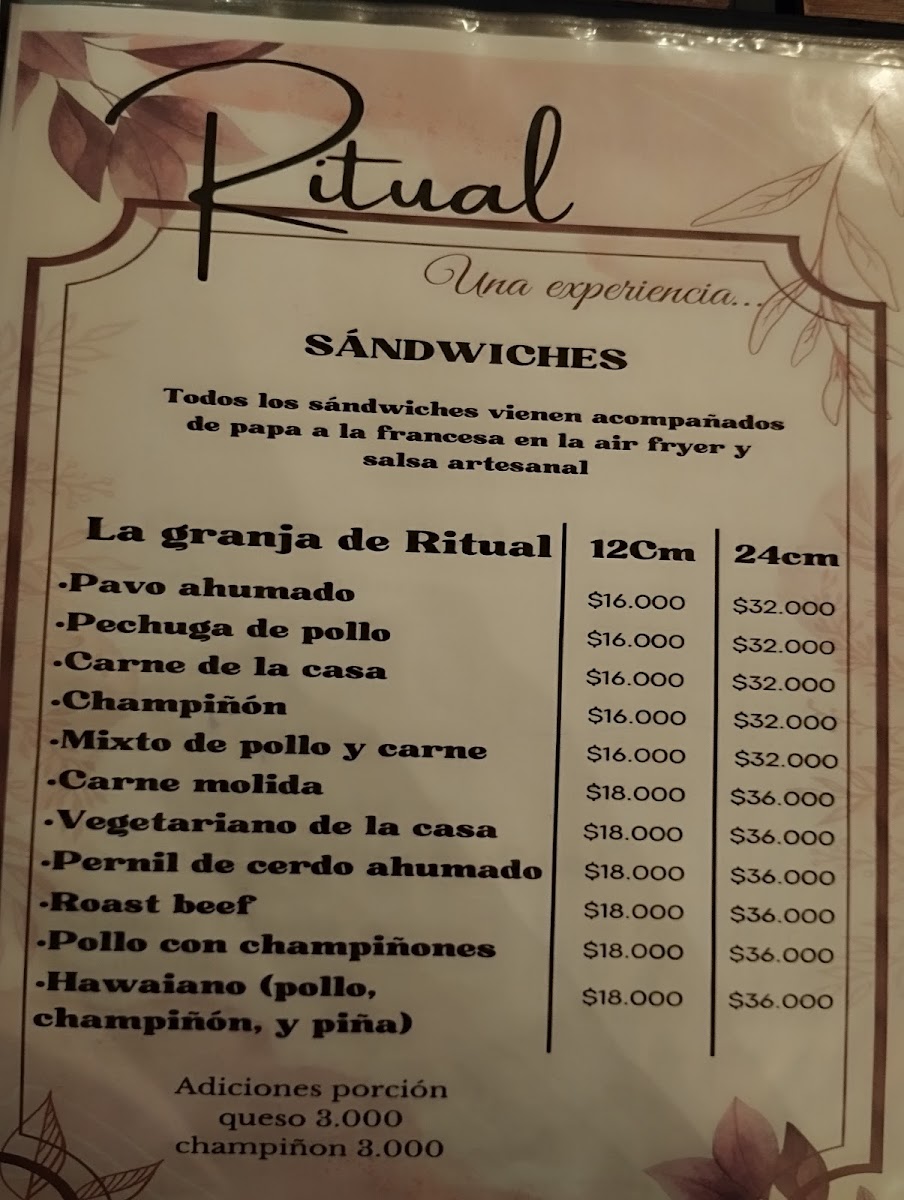 Ritual
Una experiencia...
SÁNDWICHES
Todos los sándwiches vienen acompañados
de papa a la francesa en la air fryer y
salsa artesanal
La granja de Ritual 12Cm 24cm
•Pavo ahumado $16.000 $32.000
•Pechuga de pollo $16.000 $32.000
•Carne de la casa $16.000 $32.000
•Champiñón $16.000 $32.000
•Mixto de pollo y carne $16.000 $32.000
•Carne molida $18.000 $36.000
•Vegetariano de la casa $18.000 $36.000
•Pernil de cerdo ahumado $18.000 $36.000
•Roast beef $18.000 $36.000
•Pollo con champiñones $18.000 $36.000
•Hawaiano (pollo, $18.000 $36.000
champiñón, y piña)
Adiciones porción
queso 3.000
champiñon 3.000